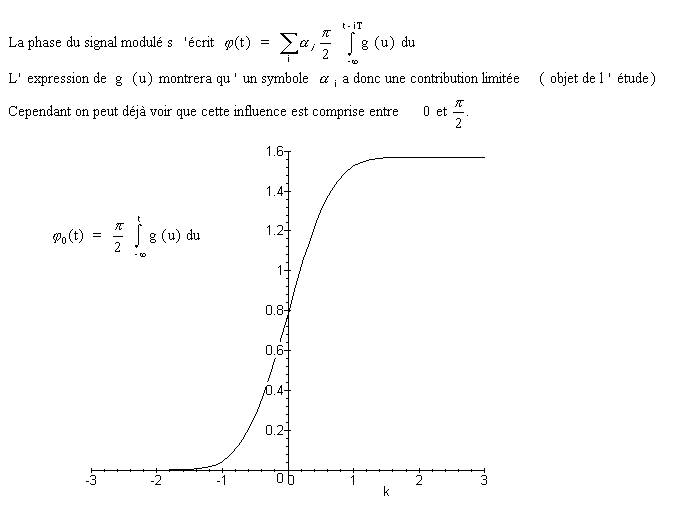 La phase du signal modulé s 'écrit φ(t) = ∑_i α_i π/2 ∫_{-∞}^{t-iT} g (u) du
L' expression de g (u) montrera qu ' un symbole α_i a donc une contribution limitée ( objet de l ' étude )
Cependant on peut déjà voir que cette influence est comprise entre 0 et π/2.
φ_0(t) = π/2 ∫_{-∞}^{t} g (u) du
1.6
1.4
1.2
1
0.8
0.6
0.4
0.2
0
-3 -2 -1 0 1 2 3
k